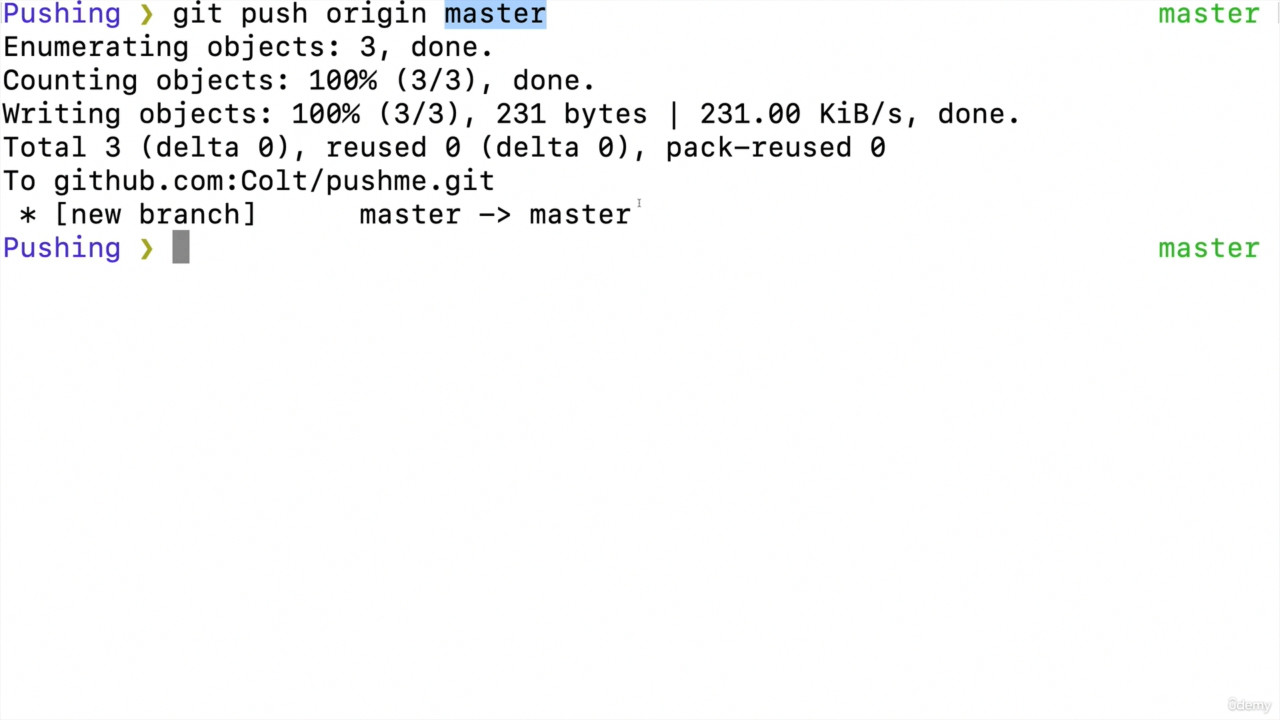 Pushing ❯ git push origin master master
Enumerating objects: 3, done.
Counting objects: 100% (3/3), done.
Writing objects: 100% (3/3), 231 bytes | 231.00 KiB/s, done.
Total 3 (delta 0), reused 0 (delta 0), pack-reused 0
To github.com:Colt/pushme.git
 * [new branch]      master -> master
Pushing ❯ master
ûdemy